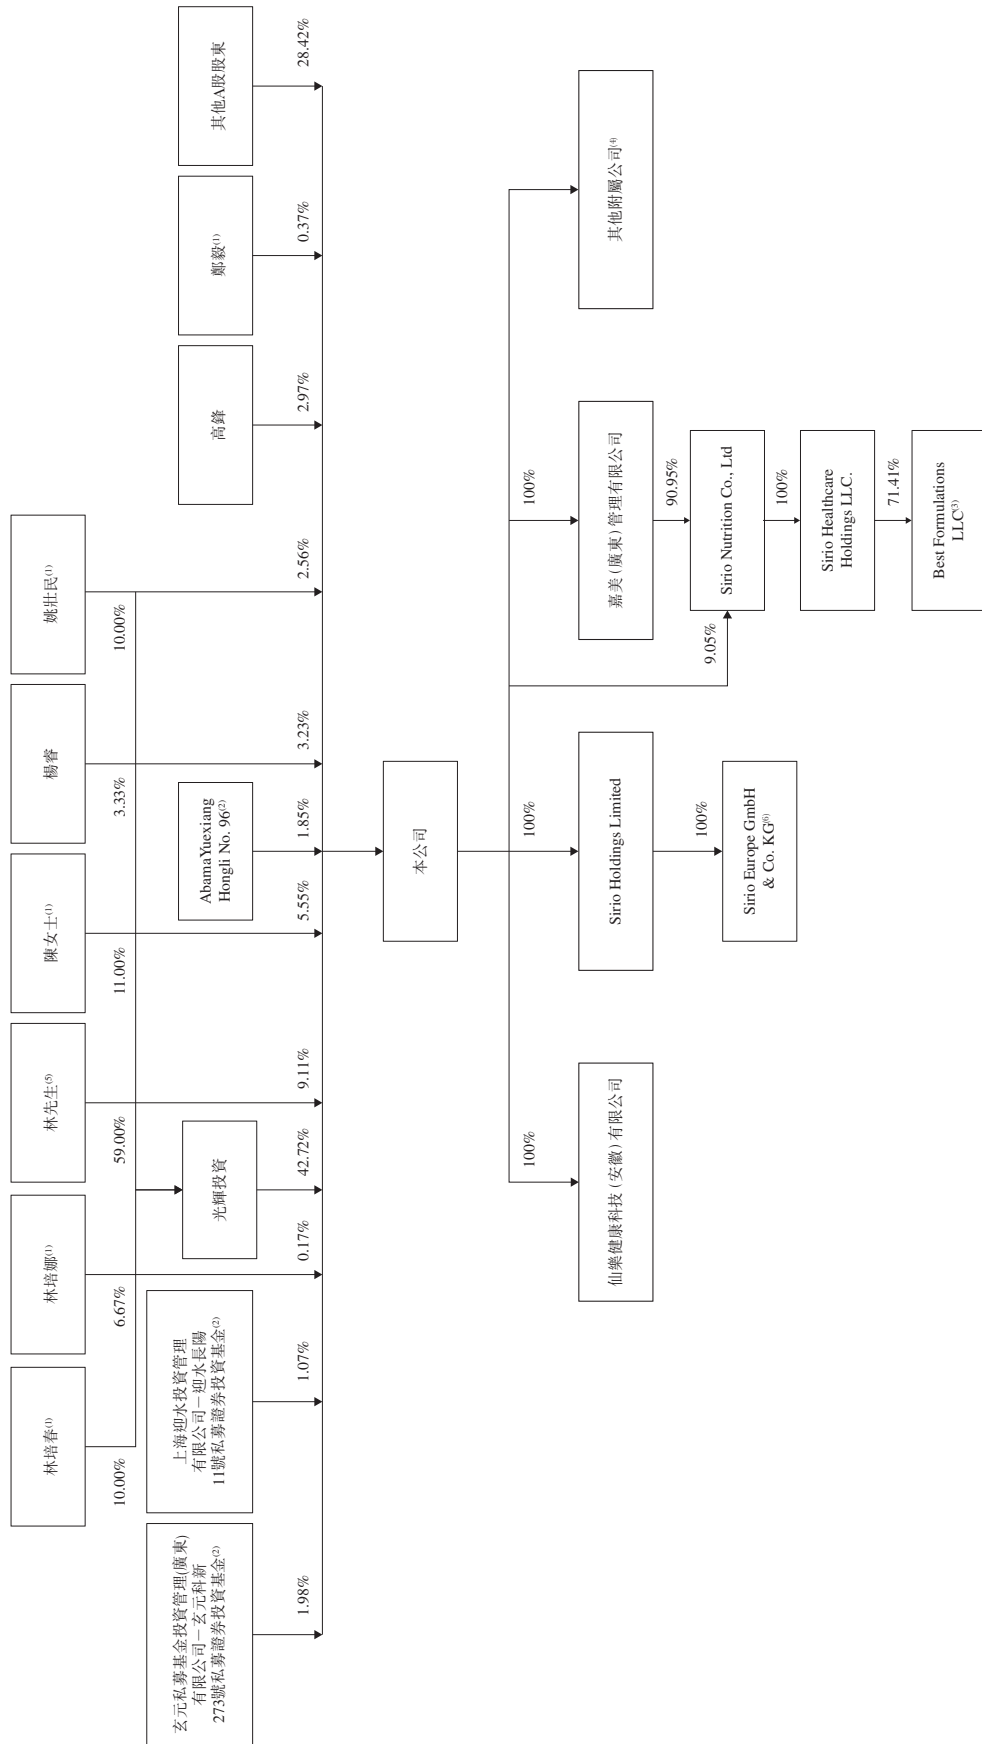 林培春(1)
林培娜(1)
林先生(5)
陳女士(1)
楊睿
姚壯民(1)
10.00%
6.67%
59.00%
11.00%
3.33%
10.00%
玄元私募基金投資管理(廣東)
有限公司－玄元科新
273號私募證券投資基金(2)
上海迎水投資管理
有限公司－迎水長陽
11號私募證券投資基金(2)
光輝投資
Abama Yuexiang
Hongli No. 96(2)
高鋒
鄭毅(1)
其他A股股東
1.98%
1.07%
0.17%
42.72%
9.11%
5.55%
1.85%
3.23%
2.56%
2.97%
0.37%
28.42%
本公司
100%
100%
9.05%
100%
仙樂健康科技（安徽）有限公司
Sirio Holdings Limited
嘉美（廣東）管理有限公司
其他附屬公司(4)
100%
90.95%
Sirio Europe GmbH
& Co. KG(6)
Sirio Nutrition Co., Ltd
100%
Sirio Healthcare
Holdings LLC.
71.41%
Best Formulations
LLC(3)